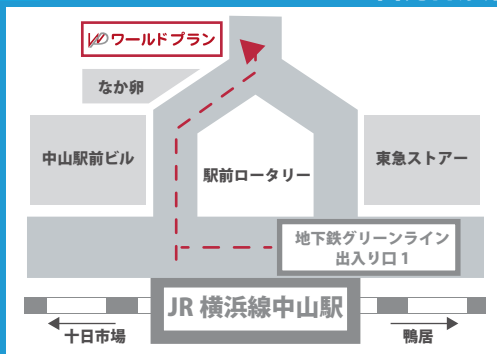 ワールドプラン
なか卯
中山駅前ビル
駅前ロータリー
東急ストアー
地下鉄グリーンライン
出入り口1
JR 横浜線中山駅
十日市場
鴨居